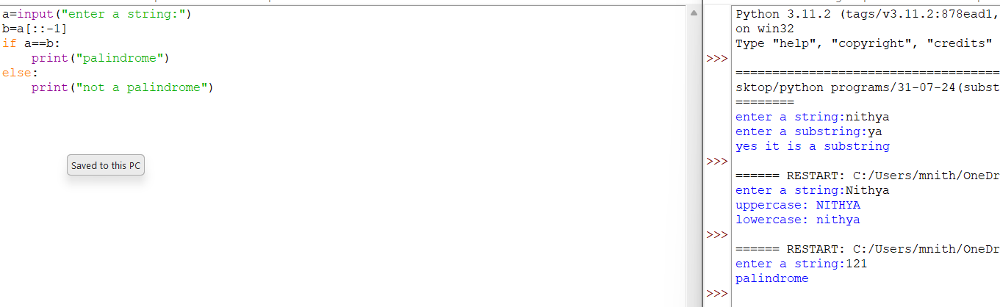 a=input("enter a string:")
b=a[::-1]
if a==b:
    print("palindrome")
else:
    print("not a palindrome")
Saved to this PC
Python 3.11.2 (tags/v3.11.2:878ead1,
on win32
Type "help", "copyright", "credits"
>>>
=====================================
sktop/python programs/31-07-24(subst
========
enter a string:nithya
enter a substring:ya
yes it is a substring
>>>
====== RESTART: C:/Users/mnith/OneDr
enter a string:Nithya
uppercase: NITHYA
lowercase: nithya
>>>
====== RESTART: C:/Users/mnith/OneDr
enter a string:121
palindrome
>>>